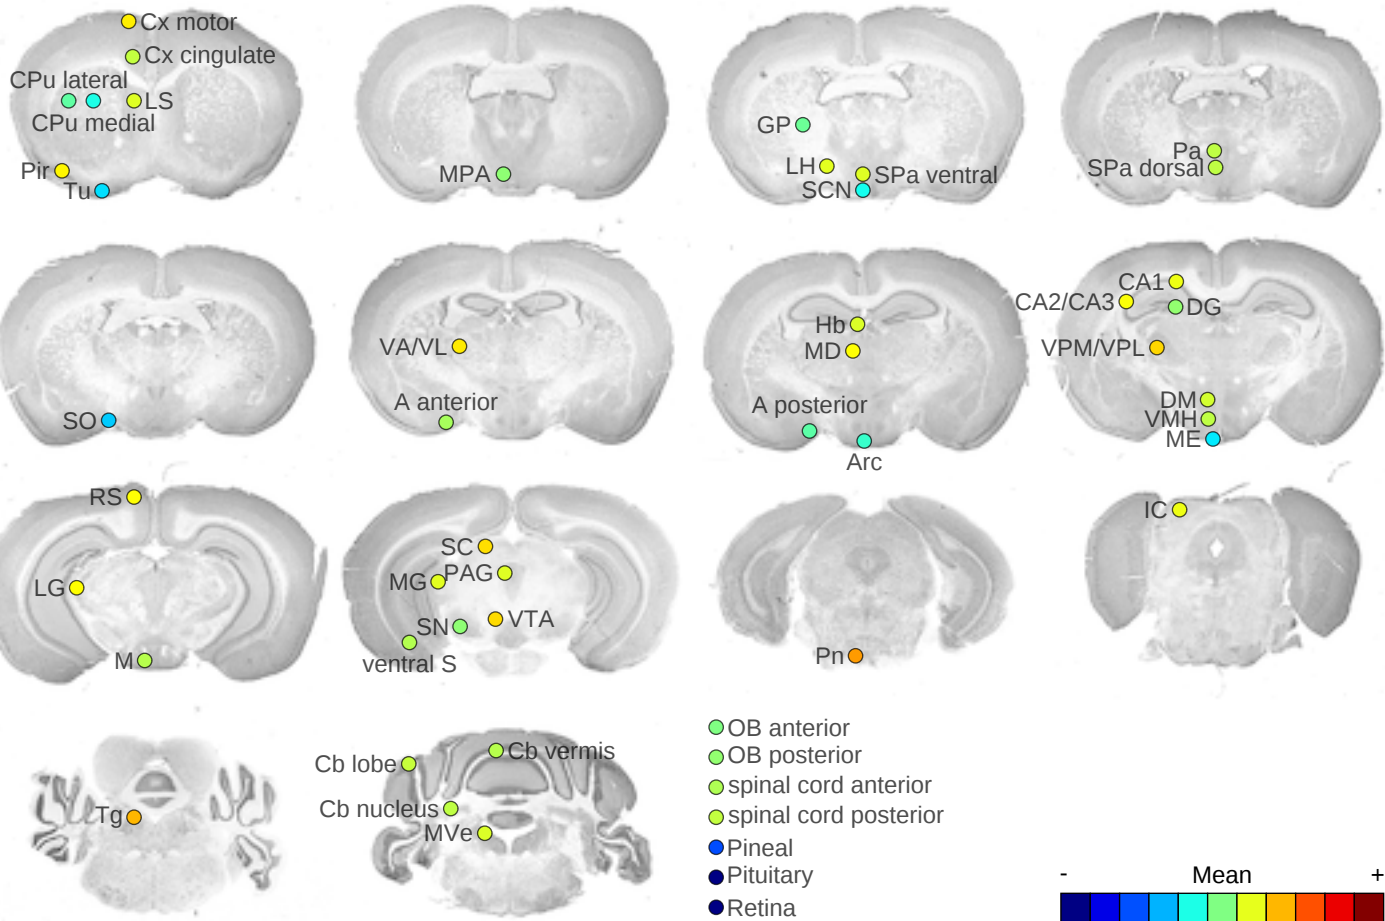 Cx motor
Cx cingulate
CPu lateral
LS
CPu medial
Pir
Tu
MPA
GP
LH
SPa ventral
SCN
Pa
SPa dorsal
SO
VA/VL
A anterior
Hb
MD
A posterior
Arc
CA1
CA2/CA3
DG
VPM/VPL
DM
VMH
ME
RS
LG
M
SC
MG
PAG
SN
VTA
ventral S
Pn
IC
Tg
Cb lobe
Cb vermis
Cb nucleus
MVe
OB anterior
OB posterior
spinal cord anterior
spinal cord posterior
Pineal
Pituitary
Retina
- Mean +